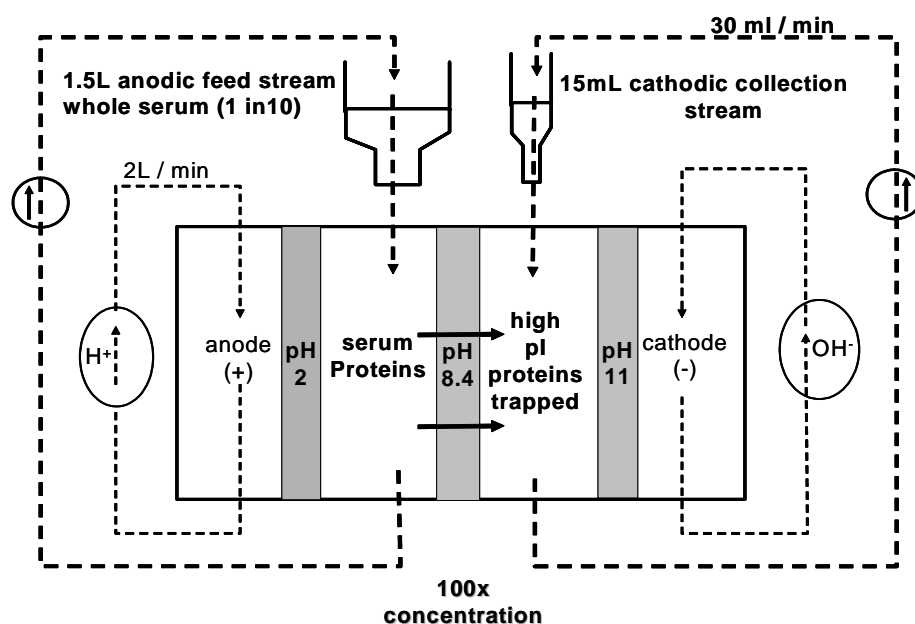 30 ml / min
1.5L anodic feed stream
whole serum (1 in10)
15mL cathodic collection
stream
2L / min
H+
anode
(+)
pH
2
serum
Proteins
pH
8.4
high
pI
proteins
trapped
pH
11
cathode
(-)
OH-
100x
concentration